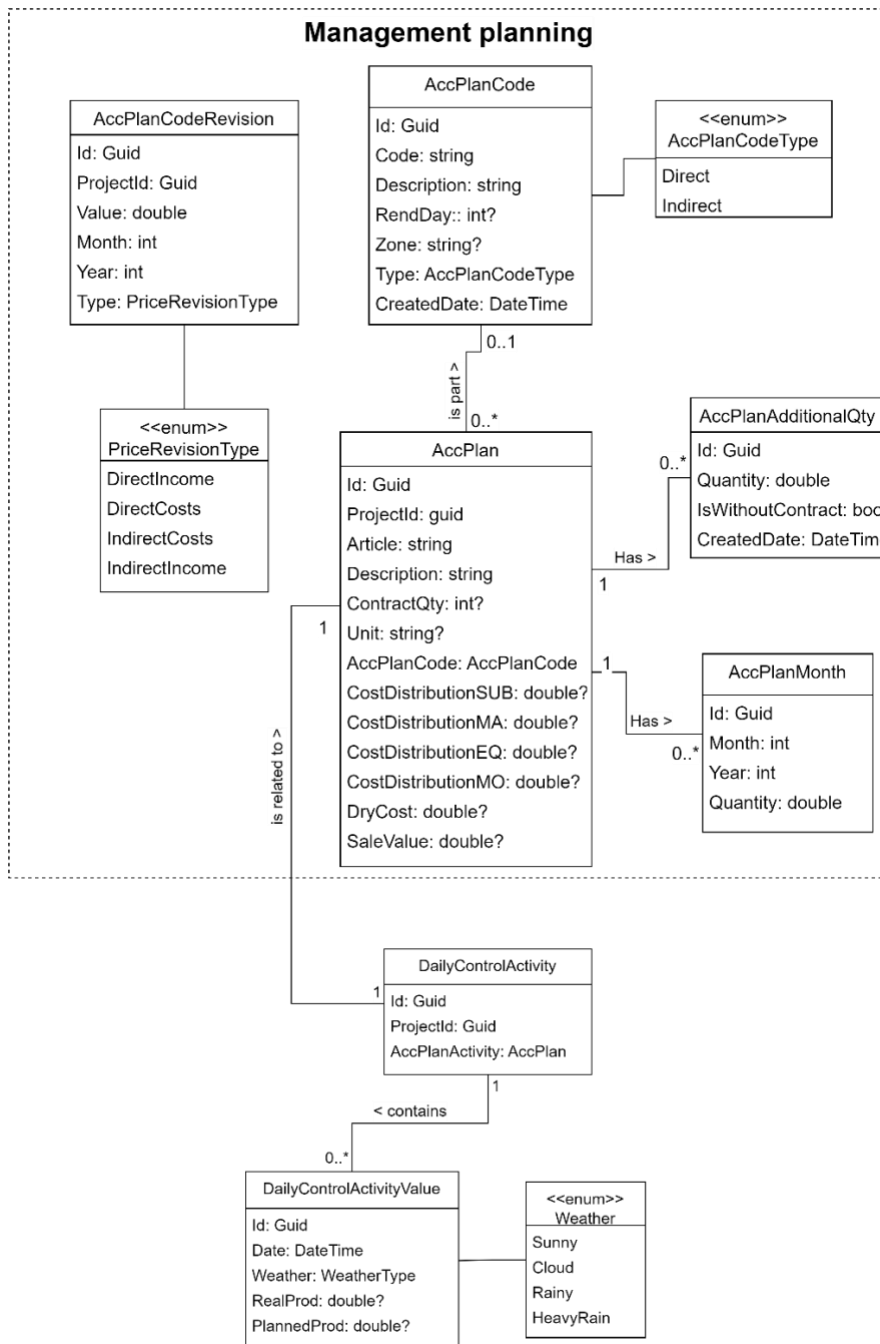 Management planning
AccPlanCodeRevision
Id: Guid
ProjectId: Guid
Value: double
Month: int
Year: int
Type: PriceRevisionType
AccPlanCode
Id: Guid
Code: string
Description: string
RendDay:: int?
Zone: string?
Type: AccPlanCodeType
CreatedDate: DateTime
<<enum>>
AccPlanCodeType
Direct
Indirect
0..1
is part >
0..*
<<enum>>
PriceRevisionType
DirectIncome
DirectCosts
IndirectCosts
IndirectIncome
AccPlan
Id: Guid
ProjectId: guid
Article: string
Description: string
ContractQty: int?
Unit: string?
AccPlanCode: AccPlanCode
CostDistributionSUB: double?
CostDistributionMA: double?
CostDistributionEQ: double?
CostDistributionMO: double?
DryCost: double?
SaleValue: double?
AccPlanAdditionalQty
Id: Guid
Quantity: double
IsWithoutContract: boo
CreatedDate: DateTim
0..*
Has >
1
1
Has >
0..*
AccPlanMonth
Id: Guid
Month: int
Year: int
Quantity: double
1
is related to >
1
DailyControlActivity
Id: Guid
ProjectId: Guid
AccPlanActivity: AccPlan
1
< contains
0..*
DailyControlActivityValue
Id: Guid
Date: DateTime
Weather: WeatherType
RealProd: double?
PlannedProd: double?
<<enum>>
Weather
Sunny
Cloud
Rainy
HeavyRain